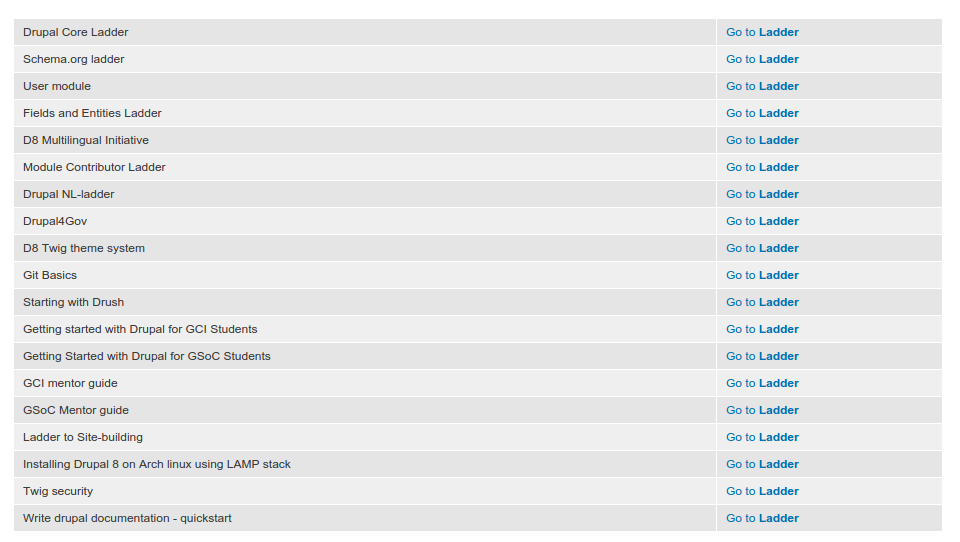 Drupal Core Ladder Go to Ladder
Schema.org ladder Go to Ladder
User module Go to Ladder
Fields and Entities Ladder Go to Ladder
D8 Multilingual Initiative Go to Ladder
Module Contributor Ladder Go to Ladder
Drupal NL-ladder Go to Ladder
Drupal4Gov Go to Ladder
D8 Twig theme system Go to Ladder
Git Basics Go to Ladder
Starting with Drush Go to Ladder
Getting started with Drupal for GCI Students Go to Ladder
Getting Started with Drupal for GSoC Students Go to Ladder
GCI mentor guide Go to Ladder
GSoC Mentor guide Go to Ladder
Ladder to Site-building Go to Ladder
Installing Drupal 8 on Arch linux using LAMP stack Go to Ladder
Twig security Go to Ladder
Write drupal documentation - quickstart Go to Ladder